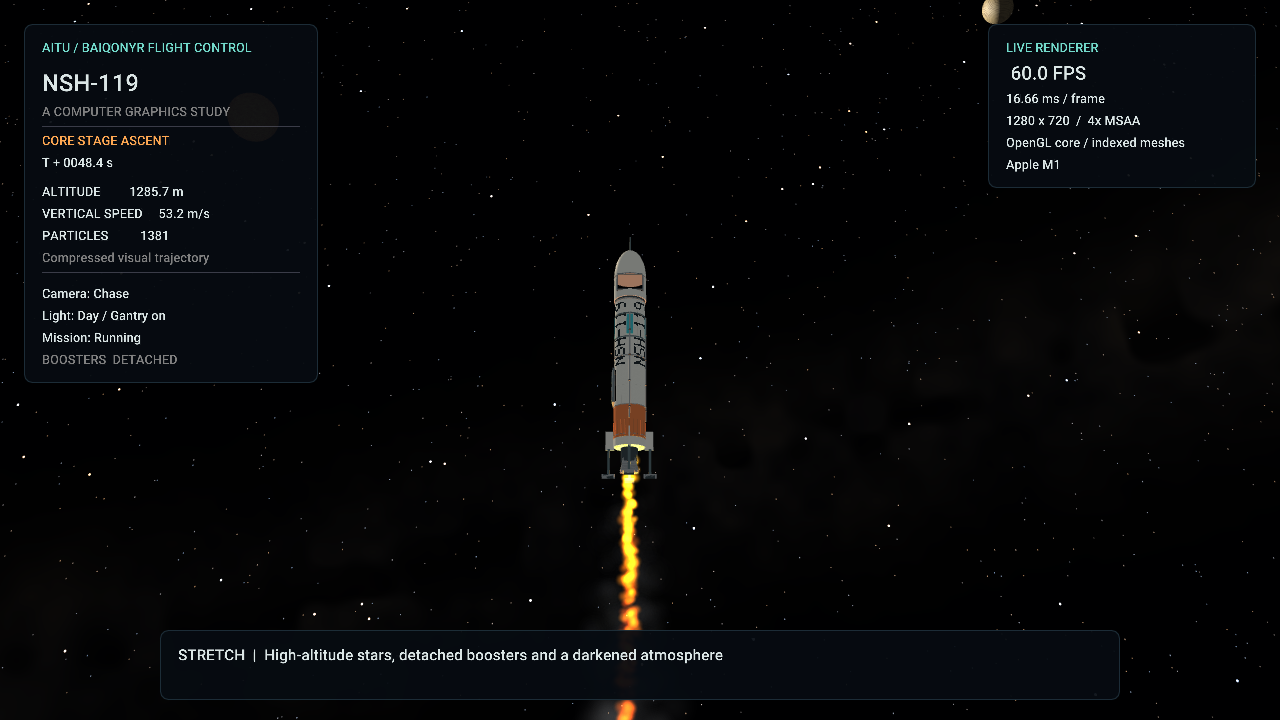 AITU / BAIQONYR FLIGHT CONTROL
NSH-119
A COMPUTER GRAPHICS STUDY
CORE STAGE ASCENT
T + 0048.4 s
ALTITUDE 1285.7 m
VERTICAL SPEED 53.2 m/s
PARTICLES 1381
Compressed visual trajectory
Camera: Chase
Light: Day / Gantry on
Mission: Running
BOOSTERS DETACHED
LIVE RENDERER
60.0 FPS
16.66 ms / frame
1280 x 720 / 4x MSAA
OpenGL core / indexed meshes
Apple M1
STRETCH | High-altitude stars, detached boosters and a darkened atmosphere